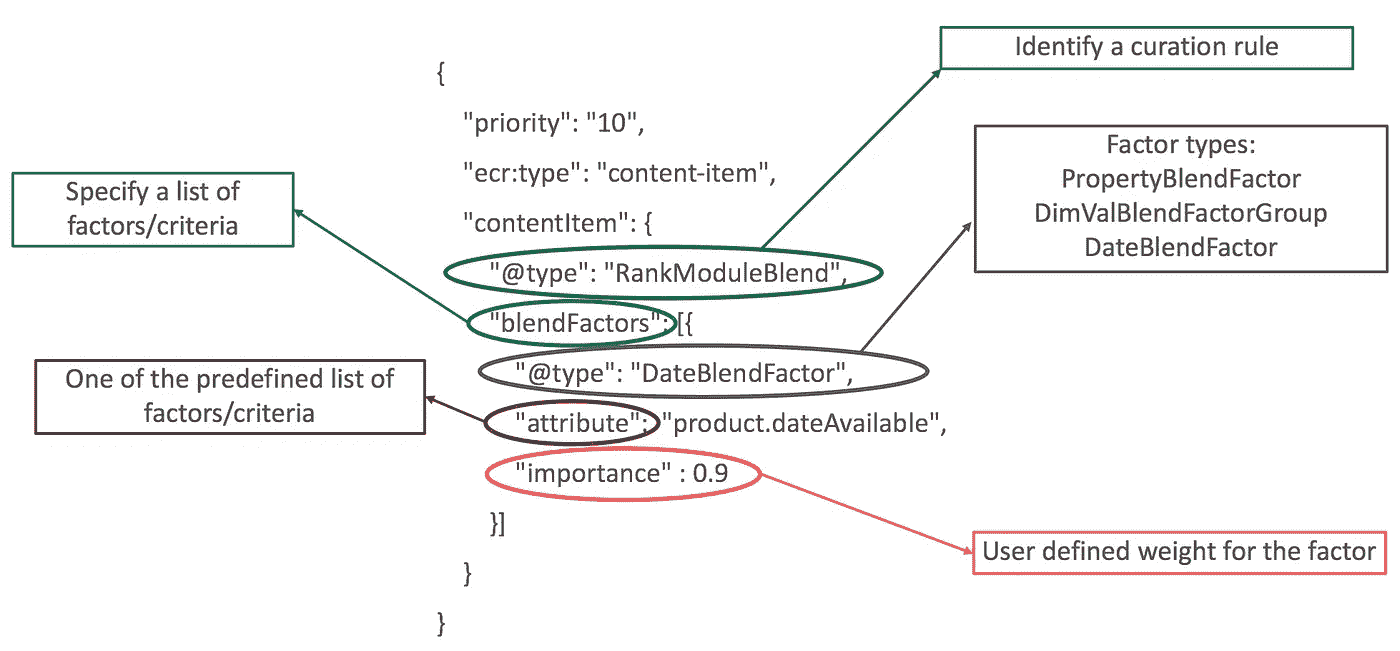 Identify a curation rule
{
"priority": "10",
Factor types:
PropertyBlendFactor
DimValBlendFactorGroup
DateBlendFactor
"ecr:type": "content-item",
Specify a list of
factors/criteria
"contentItem": {
"@type": "RankModuleBlend",
"blendFactors": [{
"@type": "DateBlendFactor",
One of the predefined list of
factors/criteria
"attribute": "product.dateAvailable",
"importance" : 0.9
}]
User defined weight for the factor
}
}